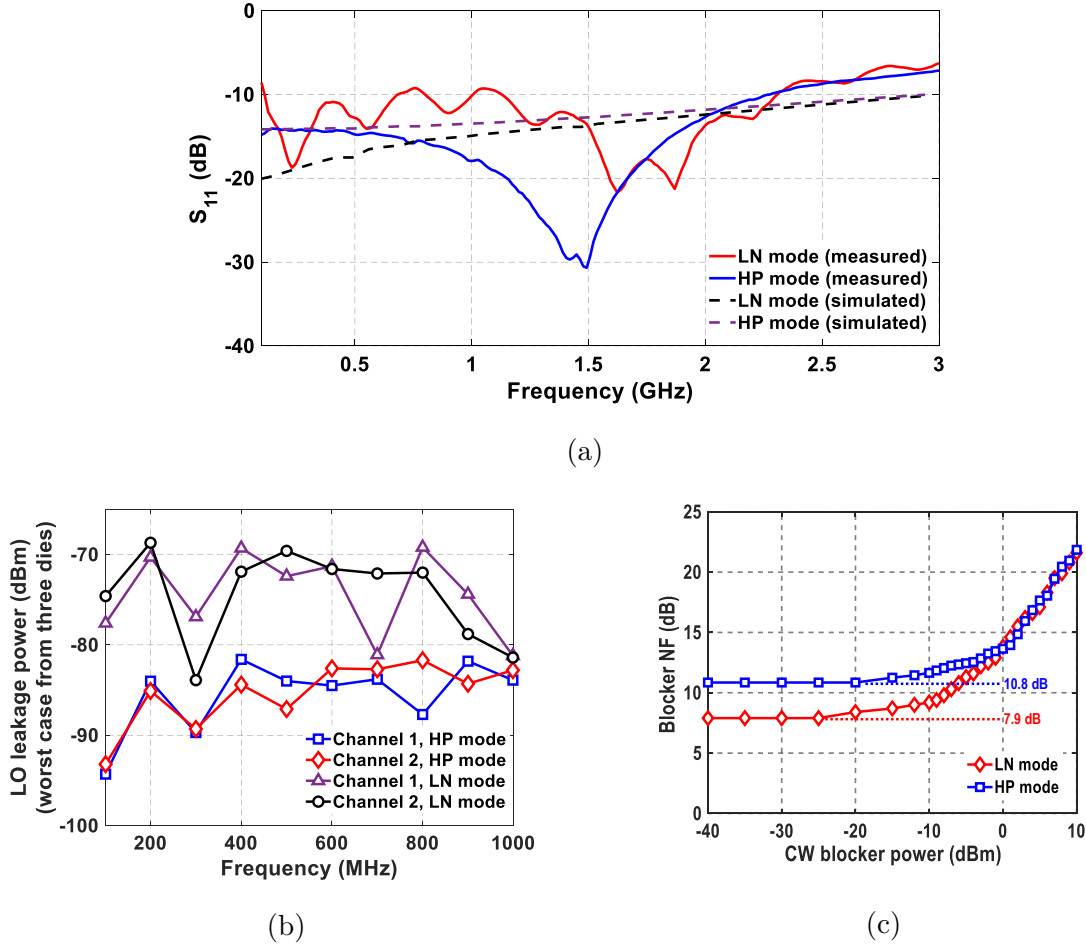 0
-10
-20
-30
-40
S11 (dB)
LN mode (measured)
HP mode (measured)
LN mode (simulated)
HP mode (simulated)
0.5 1 1.5 2 2.5 3
Frequency (GHz)
(a)
LO leakage power (dBm)
(worst case from three dies)
-70
-80
-90
-100
Channel 1, HP mode
Channel 2, HP mode
Channel 1, LN mode
Channel 2, LN mode
200 400 600 800 1000
Frequency (MHz)
(b)
Blocker NF (dB)
25
20
15
10
5
0
10.8 dB
7.9 dB
LN mode
HP mode
-40 -30 -20 -10 0 10
CW blocker power (dBm)
(c)